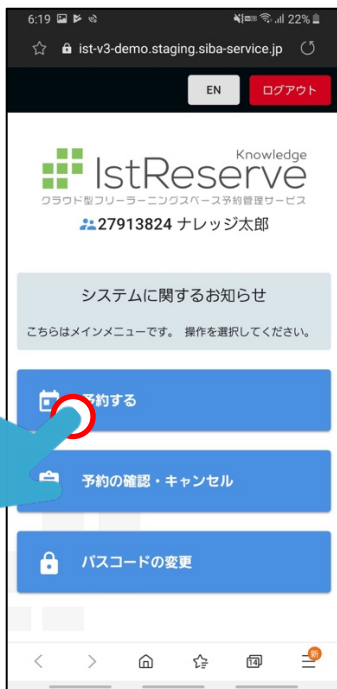 6:19 22%
ist-v3-demo.staging.siba-service.jp
EN ログアウト
Knowledge
IstReserve
クラウド型フリーラーニングスペース予約管理サービス
27913824 ナレッジ太郎
システムに関するお知らせ
こちらはメインメニューです。 操作を選択してください。
予約する
予約の確認・キャンセル
パスコードの変更
14
新